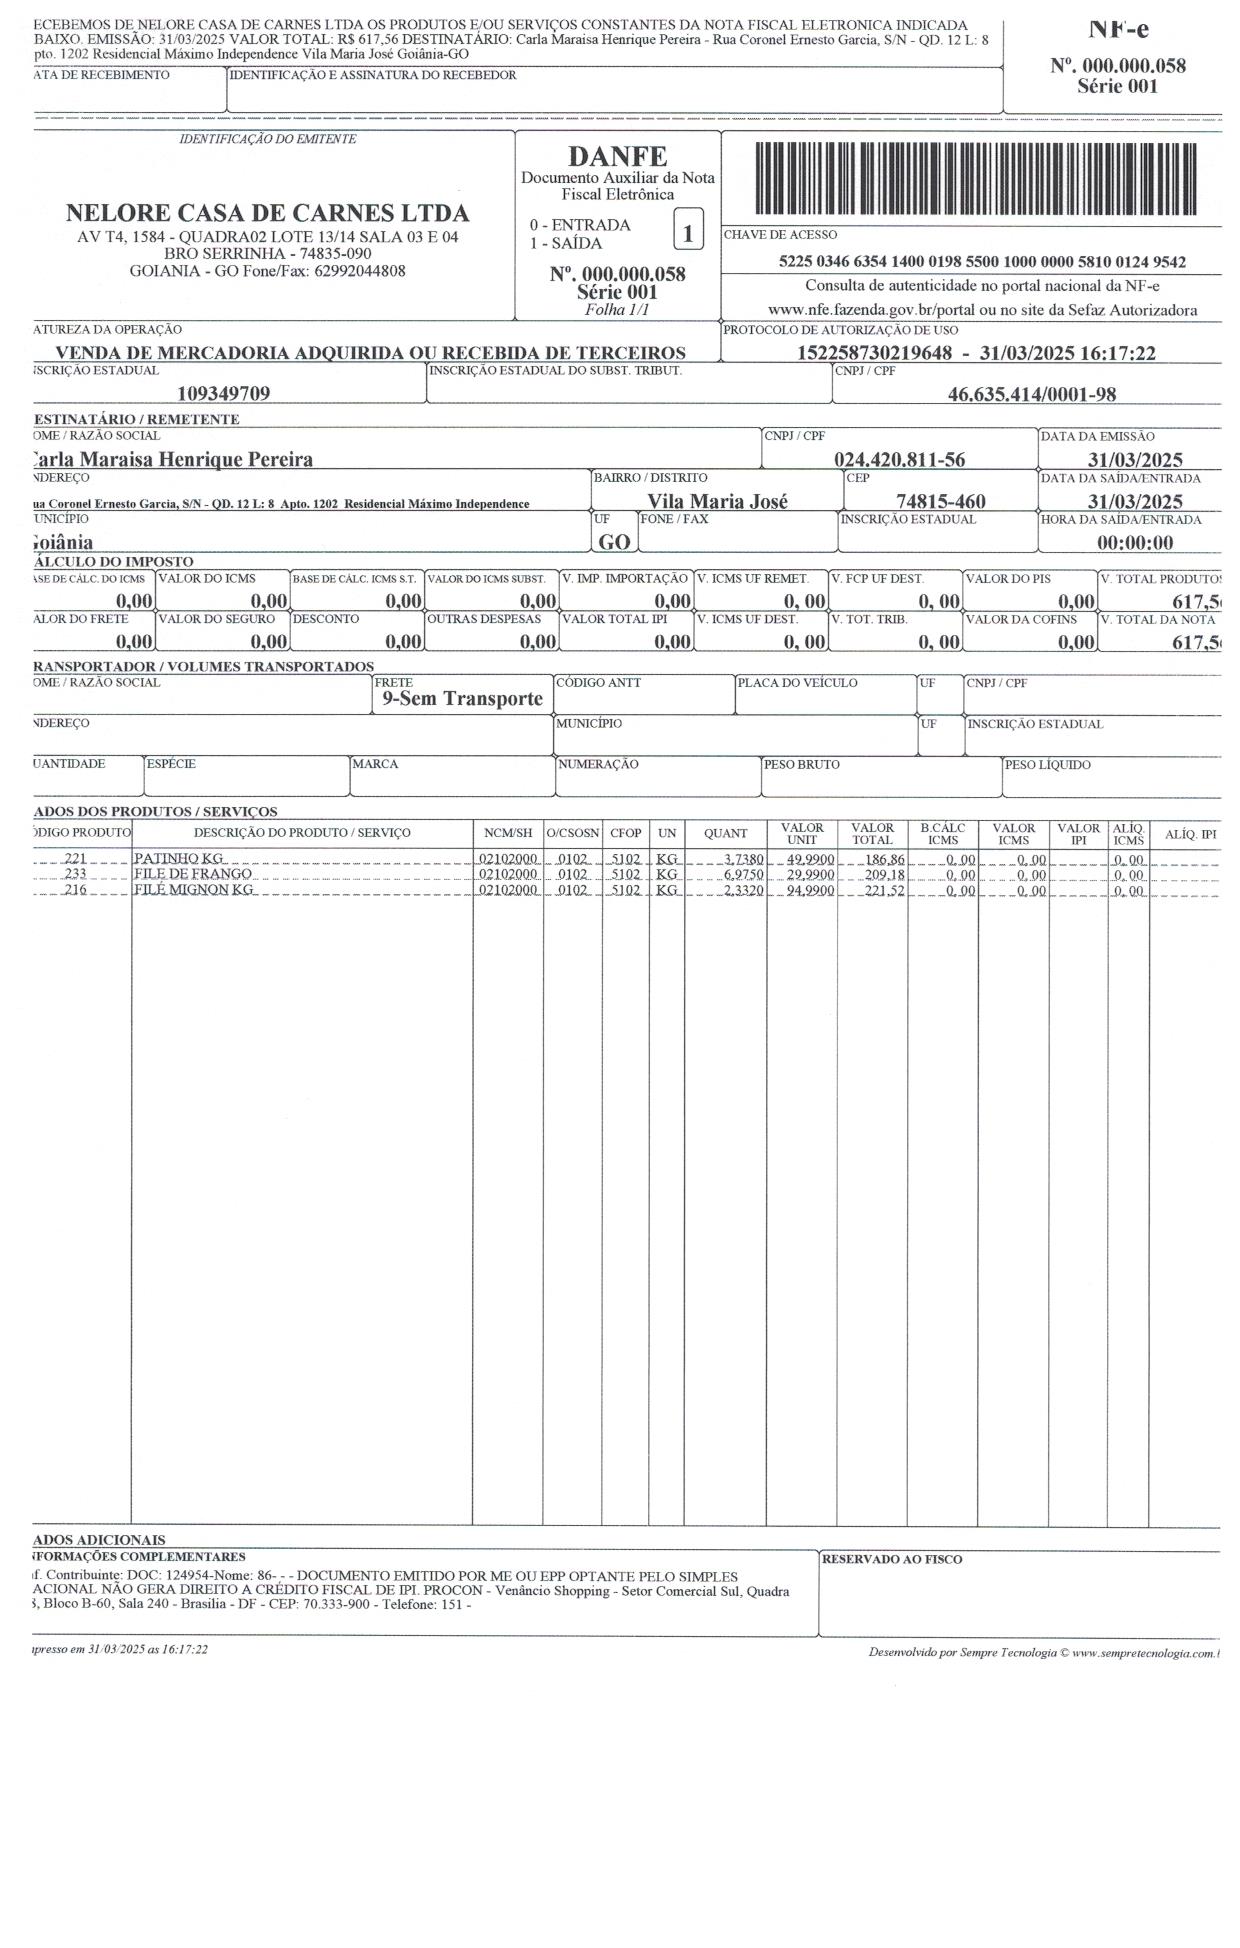 ECEBEMOS DE NELORE CASA DE CARNES LTDA OS PRODUTOS E/OU SERVIÇOS CONSTANTES DA NOTA FISCAL ELETRONICA INDICADA
BAIXO. EMISSÃO: 31/03/2025 VALOR TOTAL: R$ 617,56 DESTINATÁRIO: Carla Maraisa Henrique Pereira - Rua Coronel Ernesto Garcia, S/N - QD. 12 L: 8
pto. 1202 Residencial Máximo Independence Vila Maria José Goiânia-GO
NF-e
Nº. 000.000.058
Série 001
ATA DE RECEBIMENTO IDENTIFICAÇÃO E ASSINATURA DO RECEBEDOR
IDENTIFICAÇÃO DO EMITENTE
NELORE CASA DE CARNES LTDA
AV T4, 1584 - QUADRA02 LOTE 13/14 SALA 03 E 04
BRO SERRINHA - 74835-090
GOIANIA - GO Fone/Fax: 62992044808
DANFE
Documento Auxiliar da Nota
Fiscal Eletrônica
0 - ENTRADA
1 - SAÍDA
1
Nº. 000.000.058
Série 001
Folha 1/1
CHAVE DE ACESSO
5225 0346 6354 1400 0198 5500 1000 0000 5810 0124 9542
Consulta de autenticidade no portal nacional da NF-e
www.nfe.fazenda.gov.br/portal ou no site da Sefaz Autorizadora
ATUREZA DA OPERAÇÃO PROTOCOLO DE AUTORIZAÇÃO DE USO
VENDA DE MERCADORIA ADQUIRIDA OU RECEBIDA DE TERCEIROS 152258730219648 - 31/03/2025 16:17:22
ISCRIÇÃO ESTADUAL INSCRIÇÃO ESTADUAL DO SUBST. TRIBUT. CNPJ / CPF
109349709 46.635.414/0001-98
ESTINATÁRIO / REMETENTE
OME / RAZÃO SOCIAL CNPJ / CPF DATA DA EMISSÃO
arla Maraisa Henrique Pereira 024.420.811-56 31/03/2025
NDEREÇO BAIRRO / DISTRITO CEP DATA DA SAÍDA/ENTRADA
ua Coronel Ernesto Garcia, S/N - QD. 12 L: 8 Apto. 1202 Residencial Máximo Independence Vila Maria José 74815-460 31/03/2025
UNICÍPIO UF FONE / FAX INSCRIÇÃO ESTADUAL HORA DA SAÍDA/ENTRADA
oiânia GO 00:00:00
ÁLCULO DO IMPOSTO
ASE DE CÁLC. DO ICMS VALOR DO ICMS BASE DE CÁLC. ICMS S.T. VALOR DO ICMS SUBST. V. IMP. IMPORTAÇÃO V. ICMS UF REMET. V. FCP UF DEST. VALOR DO PIS V. TOTAL PRODUTOS
0,00 0,00 0,00 0,00 0,00 0, 00 0, 00 0,00 617,56
ALOR DO FRETE VALOR DO SEGURO DESCONTO OUTRAS DESPESAS VALOR TOTAL IPI V. ICMS UF DEST. V. TOT. TRIB. VALOR DA COFINS V. TOTAL DA NOTA
0,00 0,00 0,00 0,00 0,00 0, 00 0, 00 0,00 617,56
RANSPORTADOR / VOLUMES TRANSPORTADOS
OME / RAZÃO SOCIAL FRETE CÓDIGO ANTT PLACA DO VEÍCULO UF CNPJ / CPF
9-Sem Transporte
NDEREÇO MUNICÍPIO UF INSCRIÇÃO ESTADUAL
UANTIDADE ESPÉCIE MARCA NUMERAÇÃO PESO BRUTO PESO LÍQUIDO
ADOS DOS PRODUTOS / SERVIÇOS
ÓDIGO PRODUTO DESCRIÇÃO DO PRODUTO / SERVIÇO NCM/SH O/CSOSN CFOP UN QUANT VALOR UNIT VALOR TOTAL B.CÁLC ICMS VALOR ICMS VALOR IPI ALÍQ. ICMS ALÍQ. IPI
221 PATINHO KG 02102000 0102 5102 KG 3,7380 49,9900 186,86 0, 00 0, 00 0, 00
233 FILE DE FRANGO 02102000 0102 5102 KG 6,9750 29,9900 209,18 0, 00 0, 00 0, 00
216 FILÉ MIGNON KG 02102000 0102 5102 KG 2,3320 94,9900 221,52 0, 00 0, 00 0, 00
ADOS ADICIONAIS
NFORMAÇÕES COMPLEMENTARES RESERVADO AO FISCO
nf. Contribuinte: DOC: 124954-Nome: 86- - - DOCUMENTO EMITIDO POR ME OU EPP OPTANTE PELO SIMPLES
ACIONAL NÃO GERA DIREITO A CRÉDITO FISCAL DE IPI. PROCON - Venâncio Shopping - Setor Comercial Sul, Quadra
8, Bloco B-60, Sala 240 - Brasilia - DF - CEP: 70.333-900 - Telefone: 151 -
mpresso em 31/03/2025 as 16:17:22 Desenvolvido por Sempre Tecnologia © www.sempretecnologia.com.b